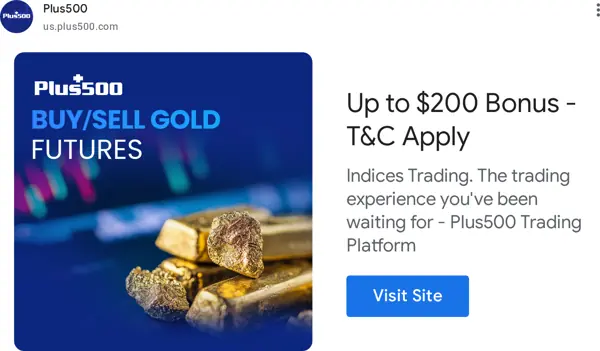 Plus500
Plus500
us.plus500.com
Plus500
BUY/SELL GOLD
FUTURES
Up to $200 Bonus -
T&C Apply
Indices Trading. The trading
experience you've been
waiting for - Plus500 Trading
Platform
Visit Site